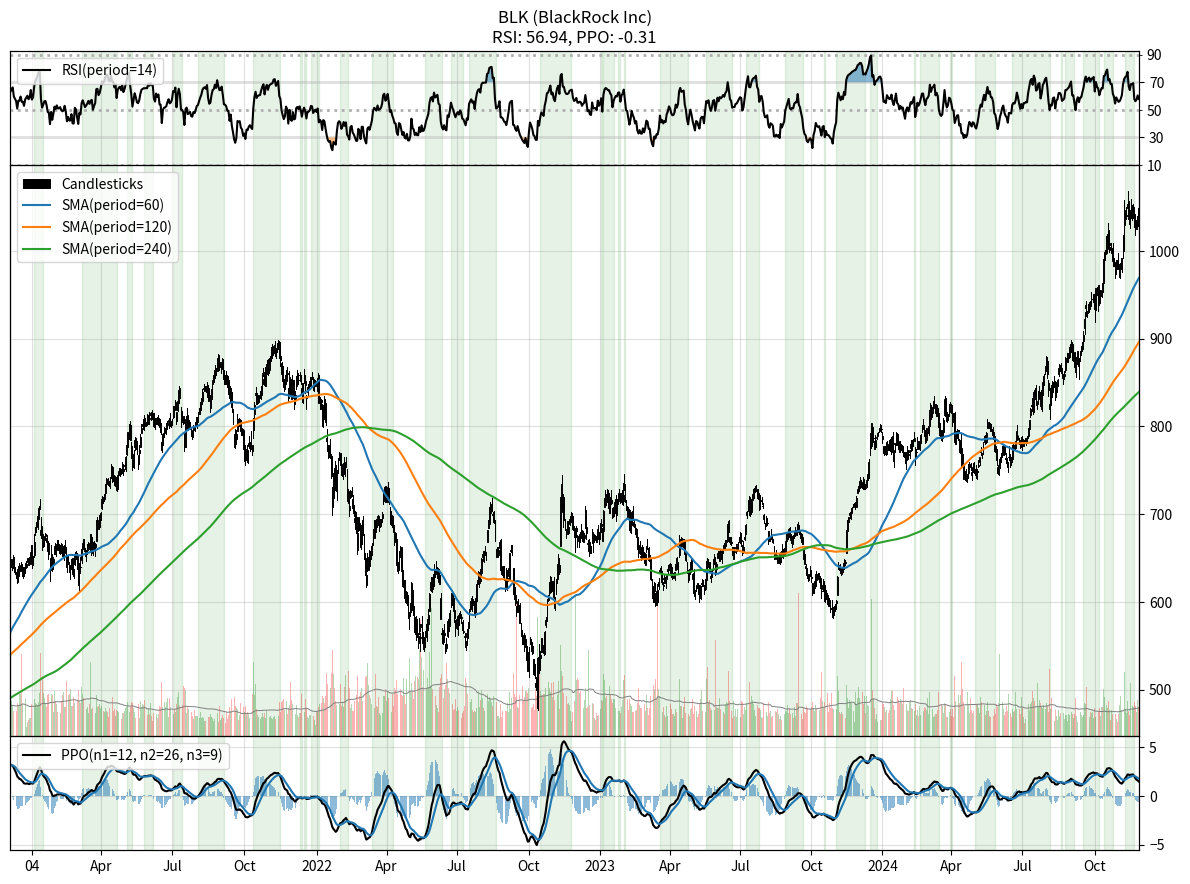 BLK (BlackRock Inc)
RSI: 56.94, PPO: -0.31
RSI(period=14)
90
70
50
30
10
Candlesticks
SMA(period=60)
SMA(period=120)
SMA(period=240)
1000
900
800
700
600
500
PPO(n1=12, n2=26, n3=9)
5
0
−5
04 Apr Jul Oct 2022 Apr Jul Oct 2023 Apr Jul Oct 2024 Apr Jul Oct